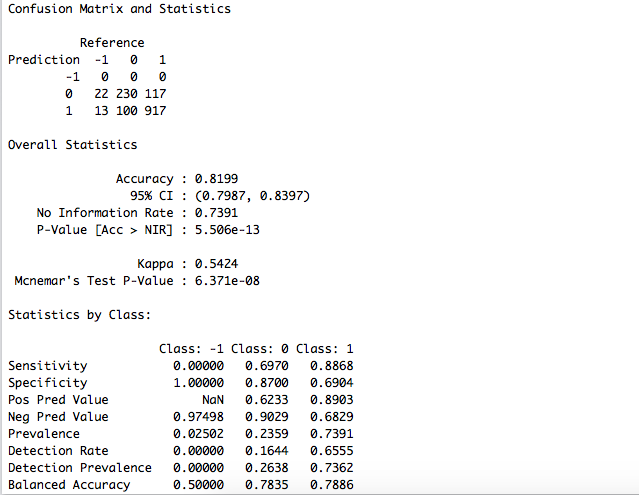 Confusion Matrix and Statistics
Reference
Prediction -1 0 1
-1 0 0 0
0 22 230 117
1 13 100 917
Overall Statistics
Accuracy : 0.8199
95% CI : (0.7987, 0.8397)
No Information Rate : 0.7391
P-Value [Acc > NIR] : 5.506e-13
Kappa : 0.5424
Mcnemar's Test P-Value : 6.371e-08
Statistics by Class:
Class: -1 Class: 0 Class: 1
Sensitivity 0.00000 0.6970 0.8868
Specificity 1.00000 0.8700 0.6904
Pos Pred Value NaN 0.6233 0.8903
Neg Pred Value 0.97498 0.9029 0.6829
Prevalence 0.02502 0.2359 0.7391
Detection Rate 0.00000 0.1644 0.6555
Detection Prevalence 0.00000 0.2638 0.7362
Balanced Accuracy 0.50000 0.7835 0.7886